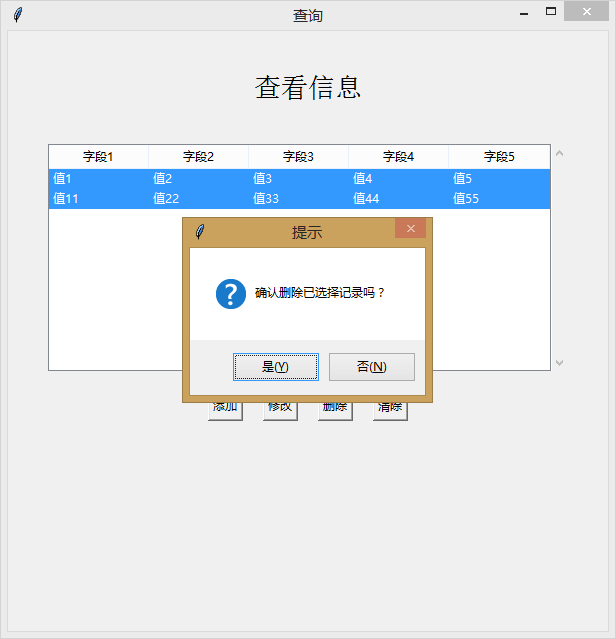 查询
查看信息
字段1 字段2 字段3 字段4 字段5
值1 值2 值3 值4 值5
值11 值22 值33 值44 值55
提示
确认删除已选择记录吗？
是(Y) 否(N)
添加 修改 删除 清除